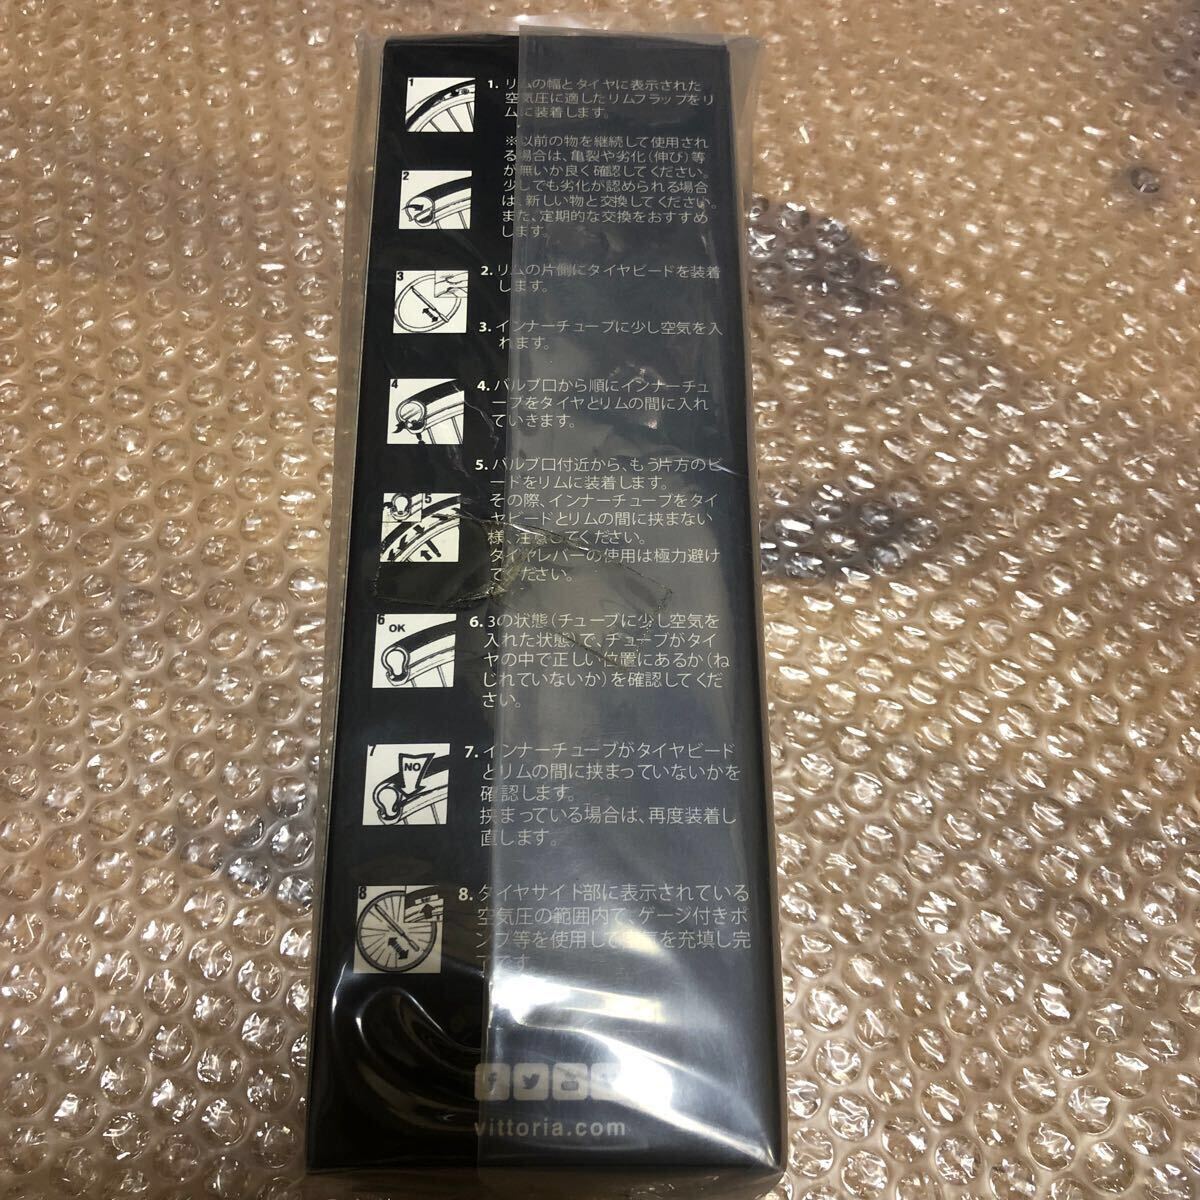 1. リムの幅とタイヤに表示された
空気圧に適したリムフラップをリ
ムに装着します。
※以前の物を継続して使用され
る場合は、亀裂や劣化(伸び)等
が無いか良く確認してください。
少しでも劣化が認められる場合
は、新しい物と交換してください。
また、定期的な交換をおすすめ
します。
2. リムの片側にタイヤビードを装着
します。
3. インナーチューブに少し空気を入
れます。
4. バルブ口から順にインナーチュ
ーブをタイヤとリムの間に入れ
ていきます。
5. バルブ口付近から、もう片方のビ
ードをリムに装着します。
その際、インナーチューブをタイ
ヤビードとリムの間に挟まない
様、注意してください。
タイヤレバーの使用は極力避け
てください。
6. 3の状態(チューブに少し空気を
入れた状態)で、チューブがタイ
ヤの中で正しい位置にあるか(ね
じれていないか)を確認してくだ
さい。
7. インナーチューブがタイヤビード
とリムの間に挟まっていないかを
確認します。
挟まっている場合は、再度装着し
直します。
8. タイヤサイド部に表示されている
空気圧の範囲内で、ゲージ付きポ
ンプ等を使用して空気を充填し完
了です。
1
2
3
4
5
6
OK
7
NO
8
vittoria.com